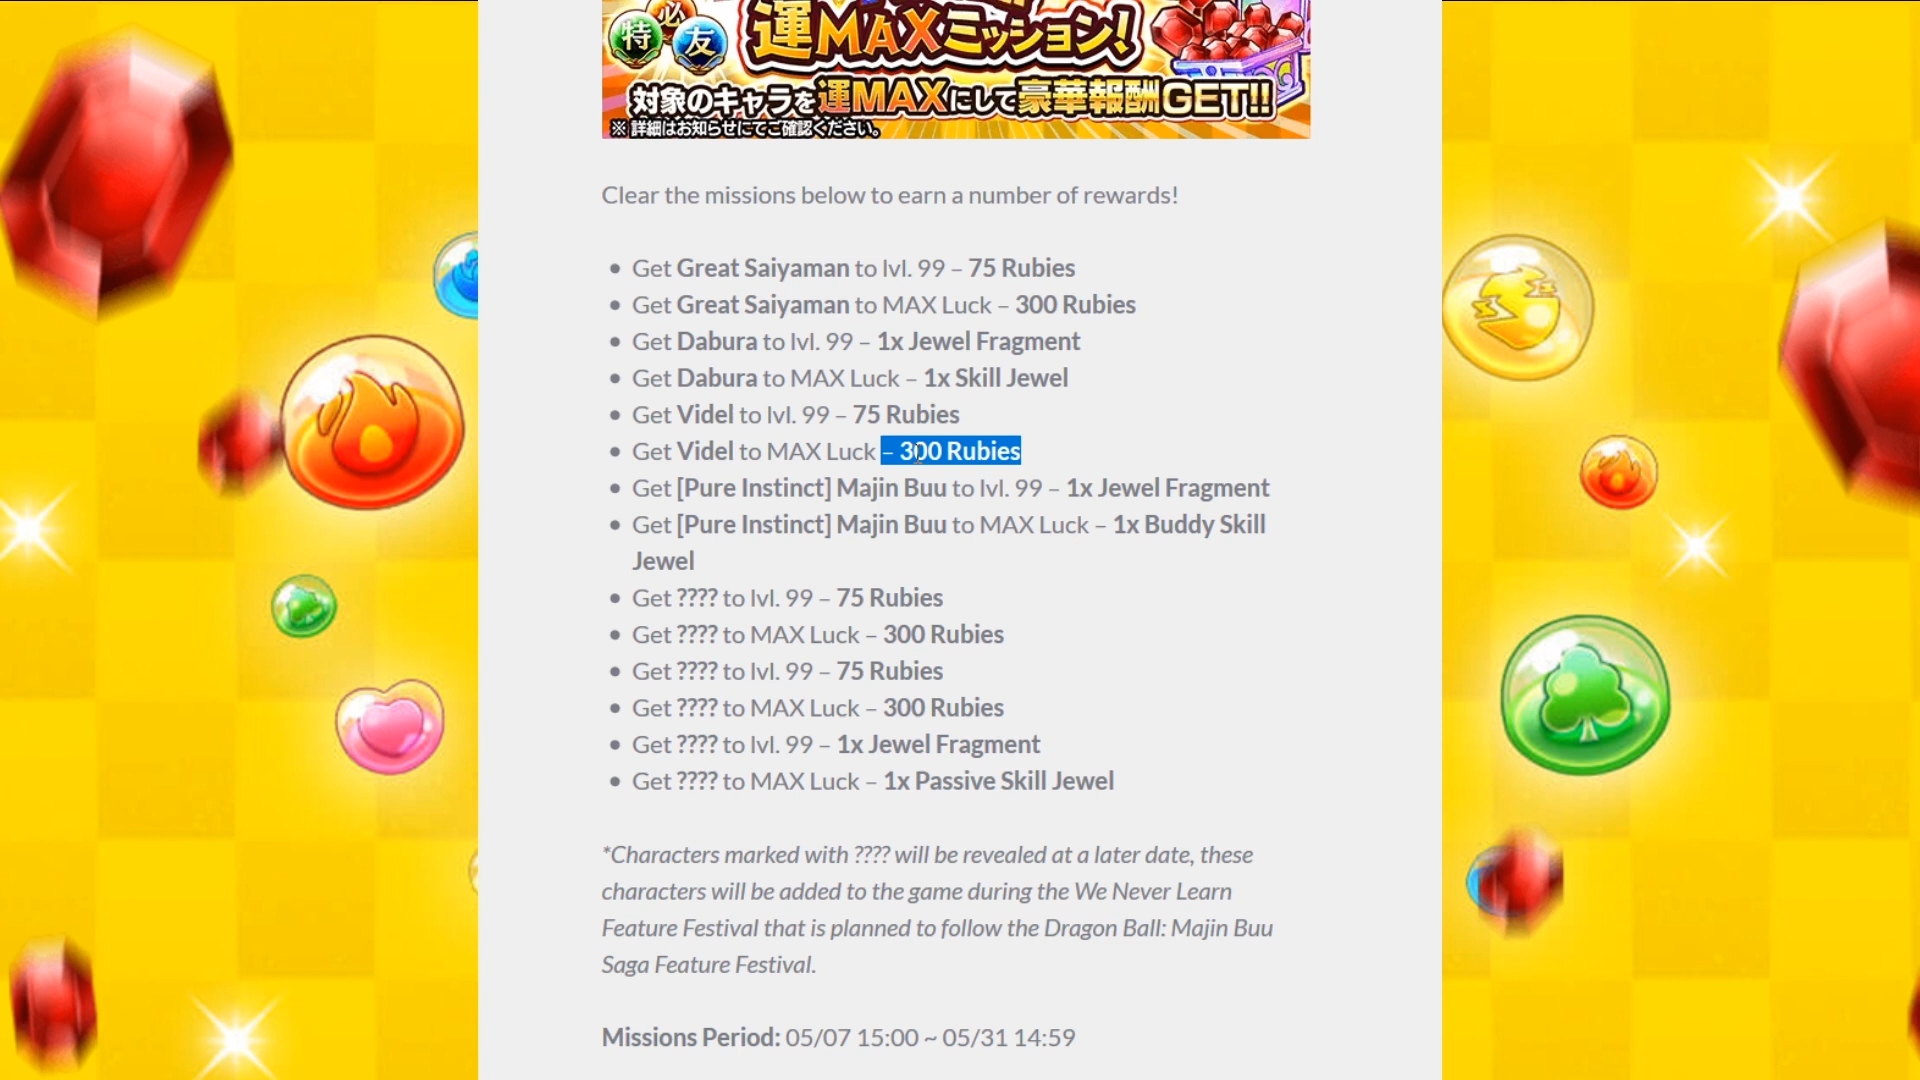 特 必 友 運MAXミッション!
対象のキャラを運MAXにして豪華報酬GET!!
※詳細はお知らせにてご確認ください。
Clear the missions below to earn a number of rewards!
• Get Great Saiyaman to lvl. 99 – 75 Rubies
• Get Great Saiyaman to MAX Luck – 300 Rubies
• Get Dabura to lvl. 99 – 1x Jewel Fragment
• Get Dabura to MAX Luck – 1x Skill Jewel
• Get Videl to lvl. 99 – 75 Rubies
• Get Videl to MAX Luck – 300 Rubies
• Get [Pure Instinct] Majin Buu to lvl. 99 – 1x Jewel Fragment
• Get [Pure Instinct] Majin Buu to MAX Luck – 1x Buddy Skill
Jewel
• Get ???? to lvl. 99 – 75 Rubies
• Get ???? to MAX Luck – 300 Rubies
• Get ???? to lvl. 99 – 75 Rubies
• Get ???? to MAX Luck – 300 Rubies
• Get ???? to lvl. 99 – 1x Jewel Fragment
• Get ???? to MAX Luck – 1x Passive Skill Jewel
*Characters marked with ???? will be revealed at a later date, these
characters will be added to the game during the We Never Learn
Feature Festival that is planned to follow the Dragon Ball: Majin Buu
Saga Feature Festival.
Missions Period: 05/07 15:00 ~ 05/31 14:59